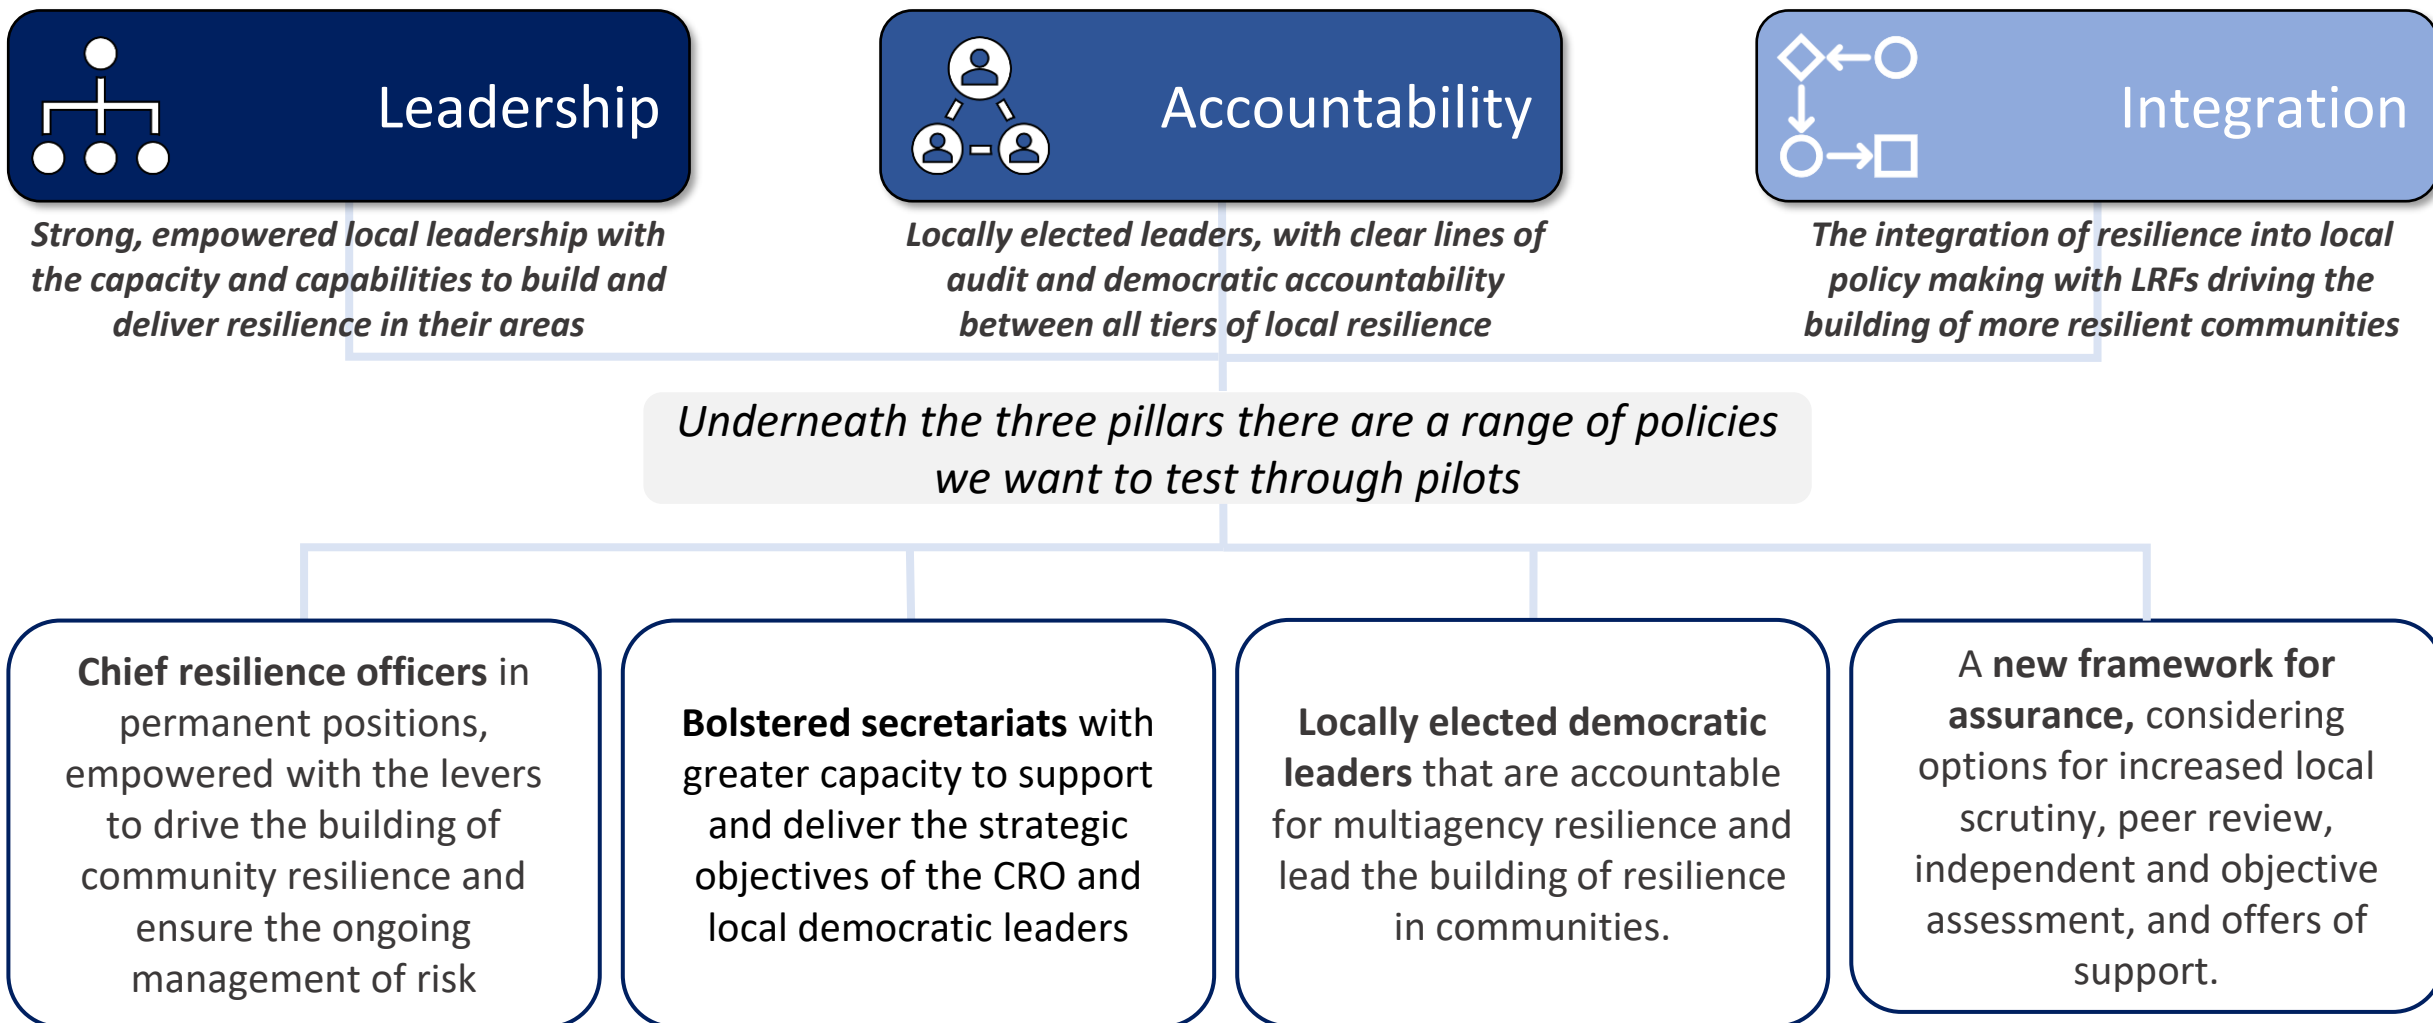 Leadership
Accountability
Integration
Strong, empowered local leadership with
the capacity and capabilities to build and
deliver resilience in their areas
Locally elected leaders, with clear lines of
audit and democratic accountability
between all tiers of local resilience
The integration of resilience into local
policy making with LRFs driving the
building of more resilient communities
Underneath the three pillars there are a range of policies
we want to test through pilots
Chief resilience officers in
permanent positions,
empowered with the levers
to drive the building of
community resilience and
ensure the ongoing
management of risk
Bolstered secretariats with
greater capacity to support
and deliver the strategic
objectives of the CRO and
local democratic leaders
Locally elected democratic
leaders that are accountable
for multiagency resilience and
lead the building of resilience
in communities.
A new framework for
assurance, considering
options for increased local
scrutiny, peer review,
independent and objective
assessment, and offers of
support.